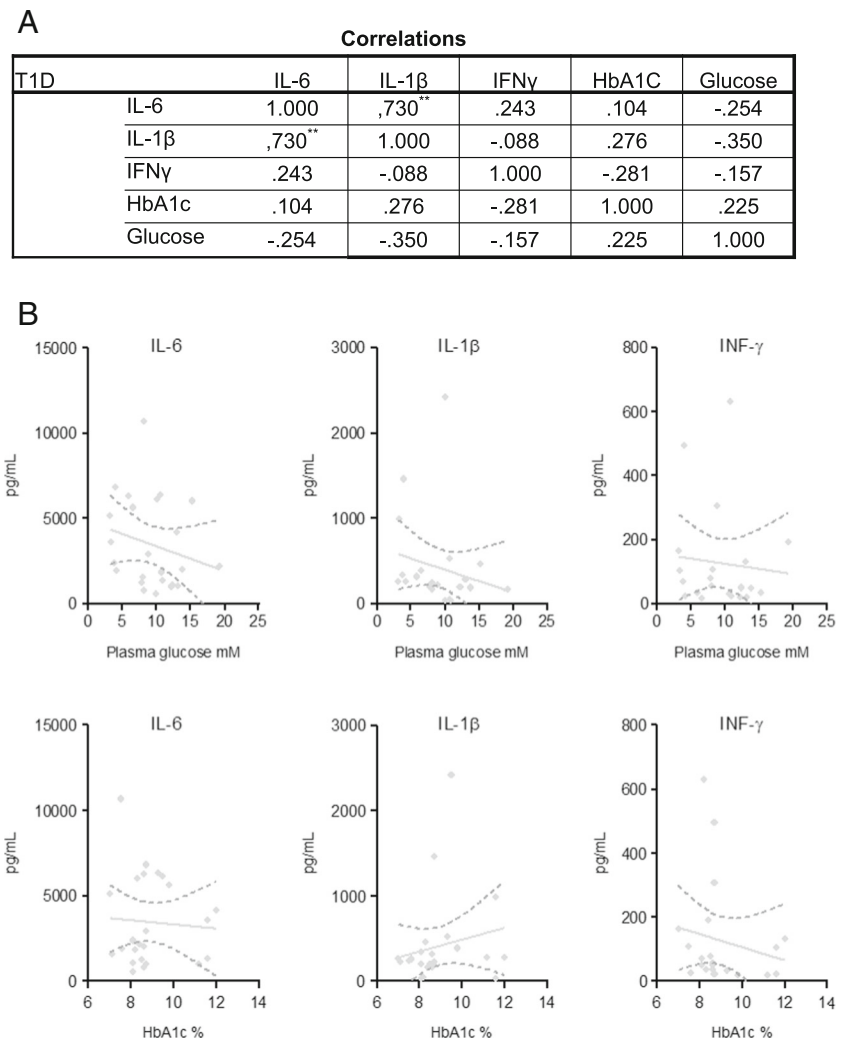 A
Correlations
T1D IL-6 IL-1β IFNγ HbA1C Glucose
IL-6 1.000 ,730** .243 .104 -.254
IL-1β ,730** 1.000 -.088 .276 -.350
IFNγ .243 -.088 1.000 -.281 -.157
HbA1c .104 .276 -.281 1.000 .225
Glucose -.254 -.350 -.157 .225 1.000
B
IL-6 IL-1β INF-γ
15000 3000 800
10000 2000 600
400
5000 1000 200
0 0 0
pg/mL pg/mL pg/mL
0 5 10 15 20 25 0 5 10 15 20 25 0 5 10 15 20 25
Plasma glucose mM Plasma glucose mM Plasma glucose mM
IL-6 IL-1β INF-γ
15000 3000 800
10000 2000 600
400
5000 1000 200
0 0 0
pg/mL pg/mL pg/mL
6 8 10 12 14 6 8 10 12 14 6 8 10 12 14
HbA1c % HbA1c % HbA1c %